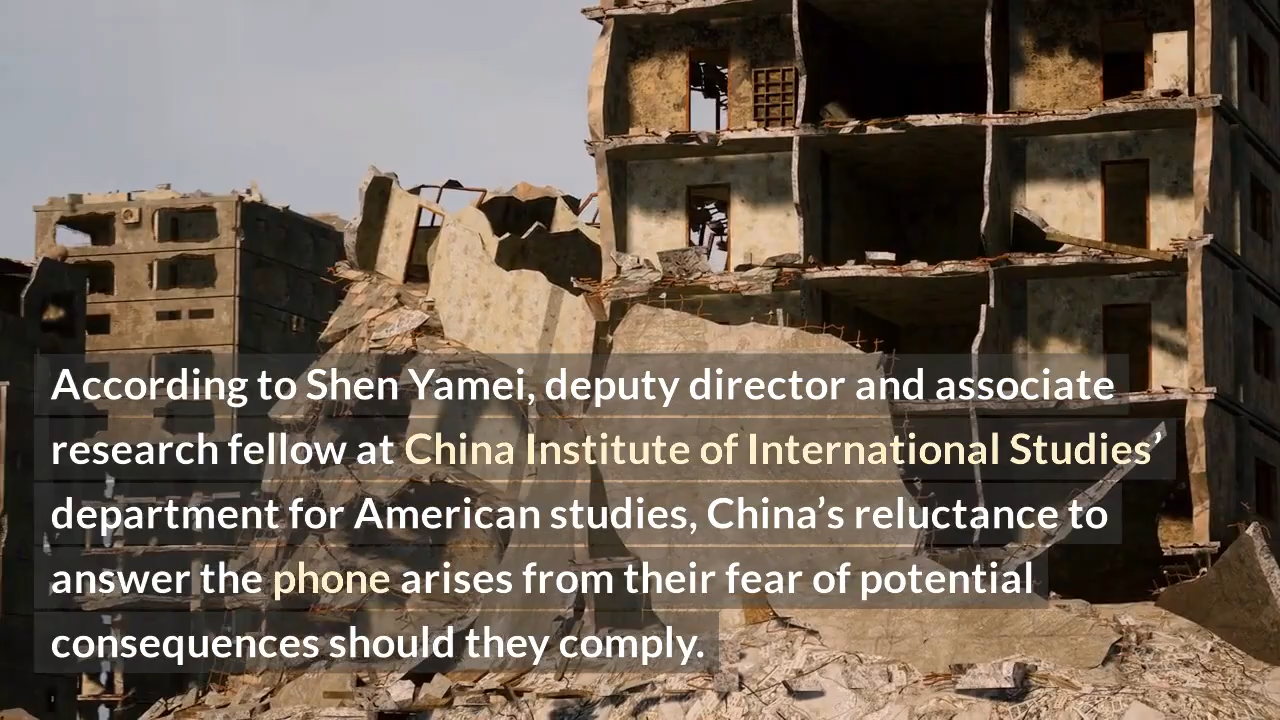 According to Shen Yamei, deputy director and associate
research fellow at China Institute of International Studies’
department for American studies, China’s reluctance to
answer the phone arises from their fear of potential
consequences should they comply.